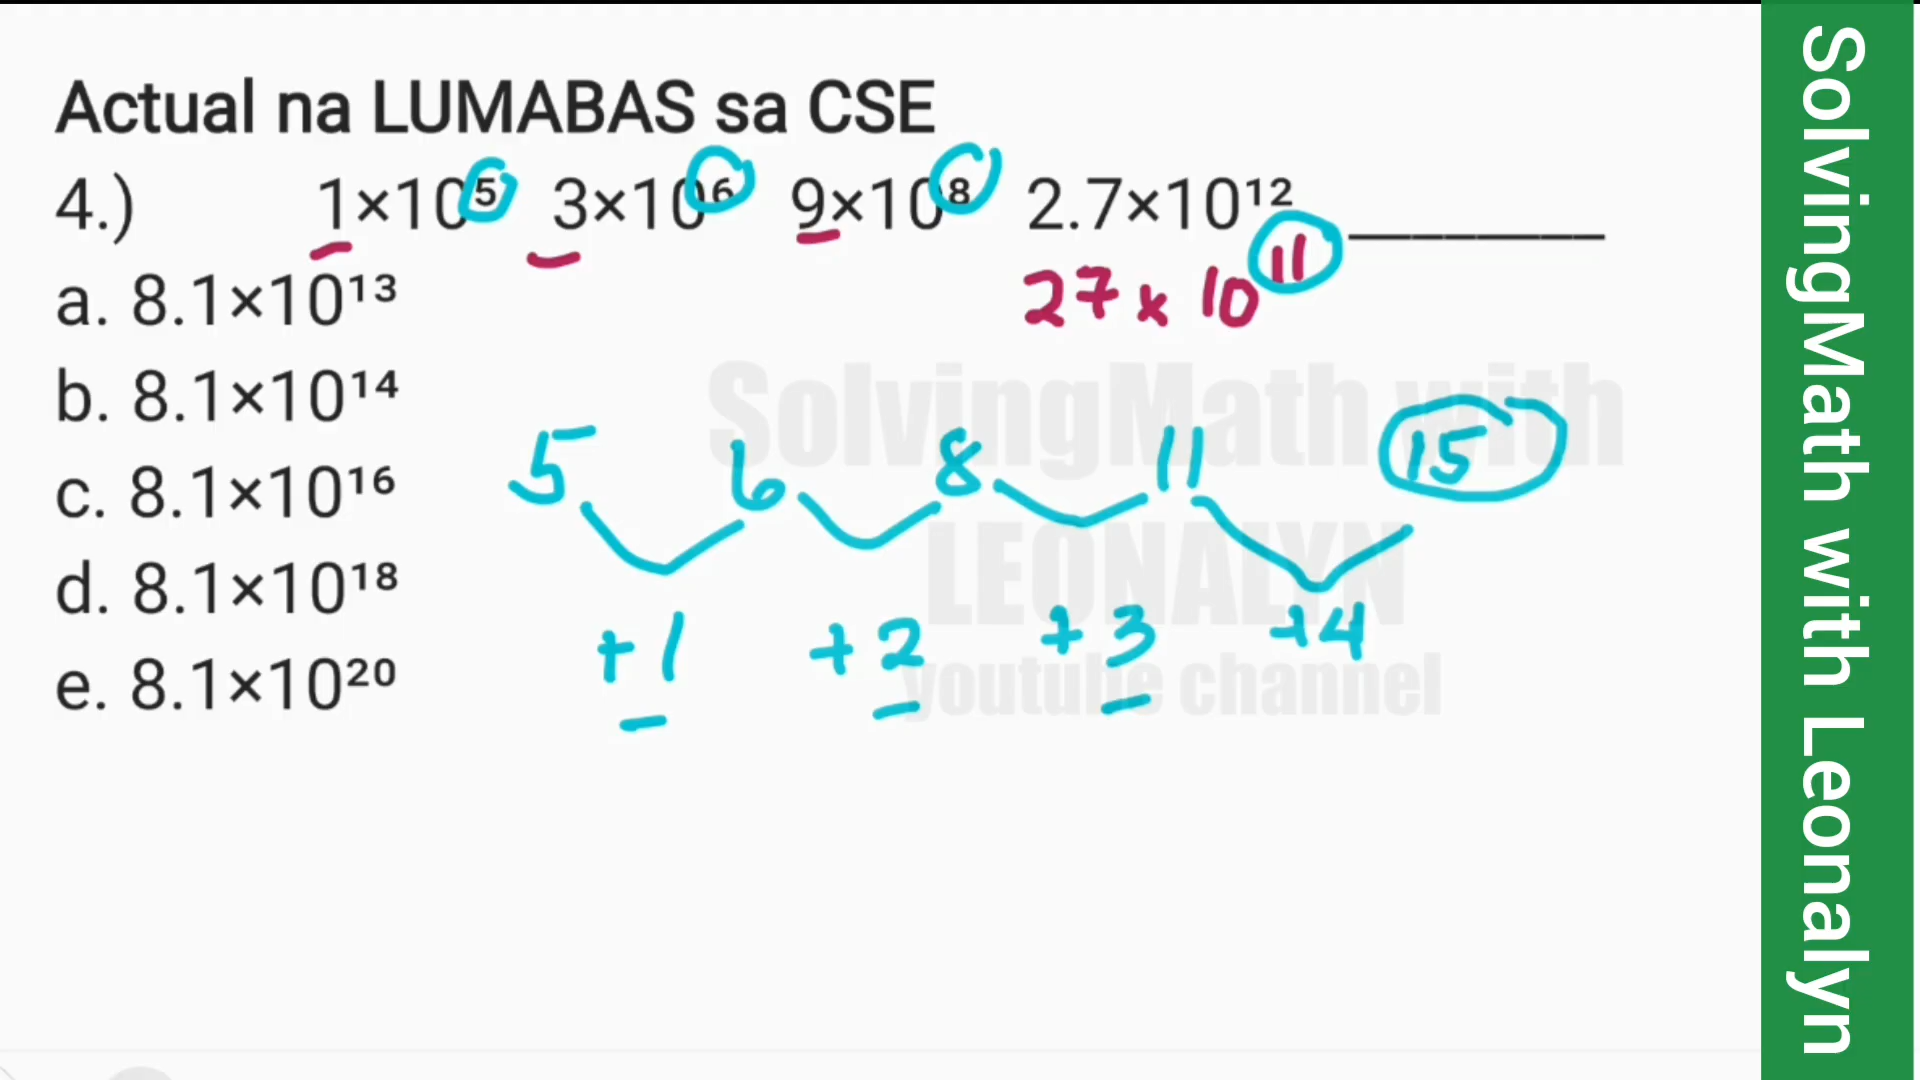 Actual na LUMABAS sa CSE
4.) 1×10⁵ 3×10⁶ 9×10⁸ 2.7×10¹² ________
27 x 10¹¹
a. 8.1×10¹³
b. 8.1×10¹⁴
c. 8.1×10¹⁶
d. 8.1×10¹⁸
e. 8.1×10²⁰
5 6 8 11 15
+1 +2 +3 +4
SolvingMath with
LEONALYN
youtube channel
SolvingMath with Leonalyn